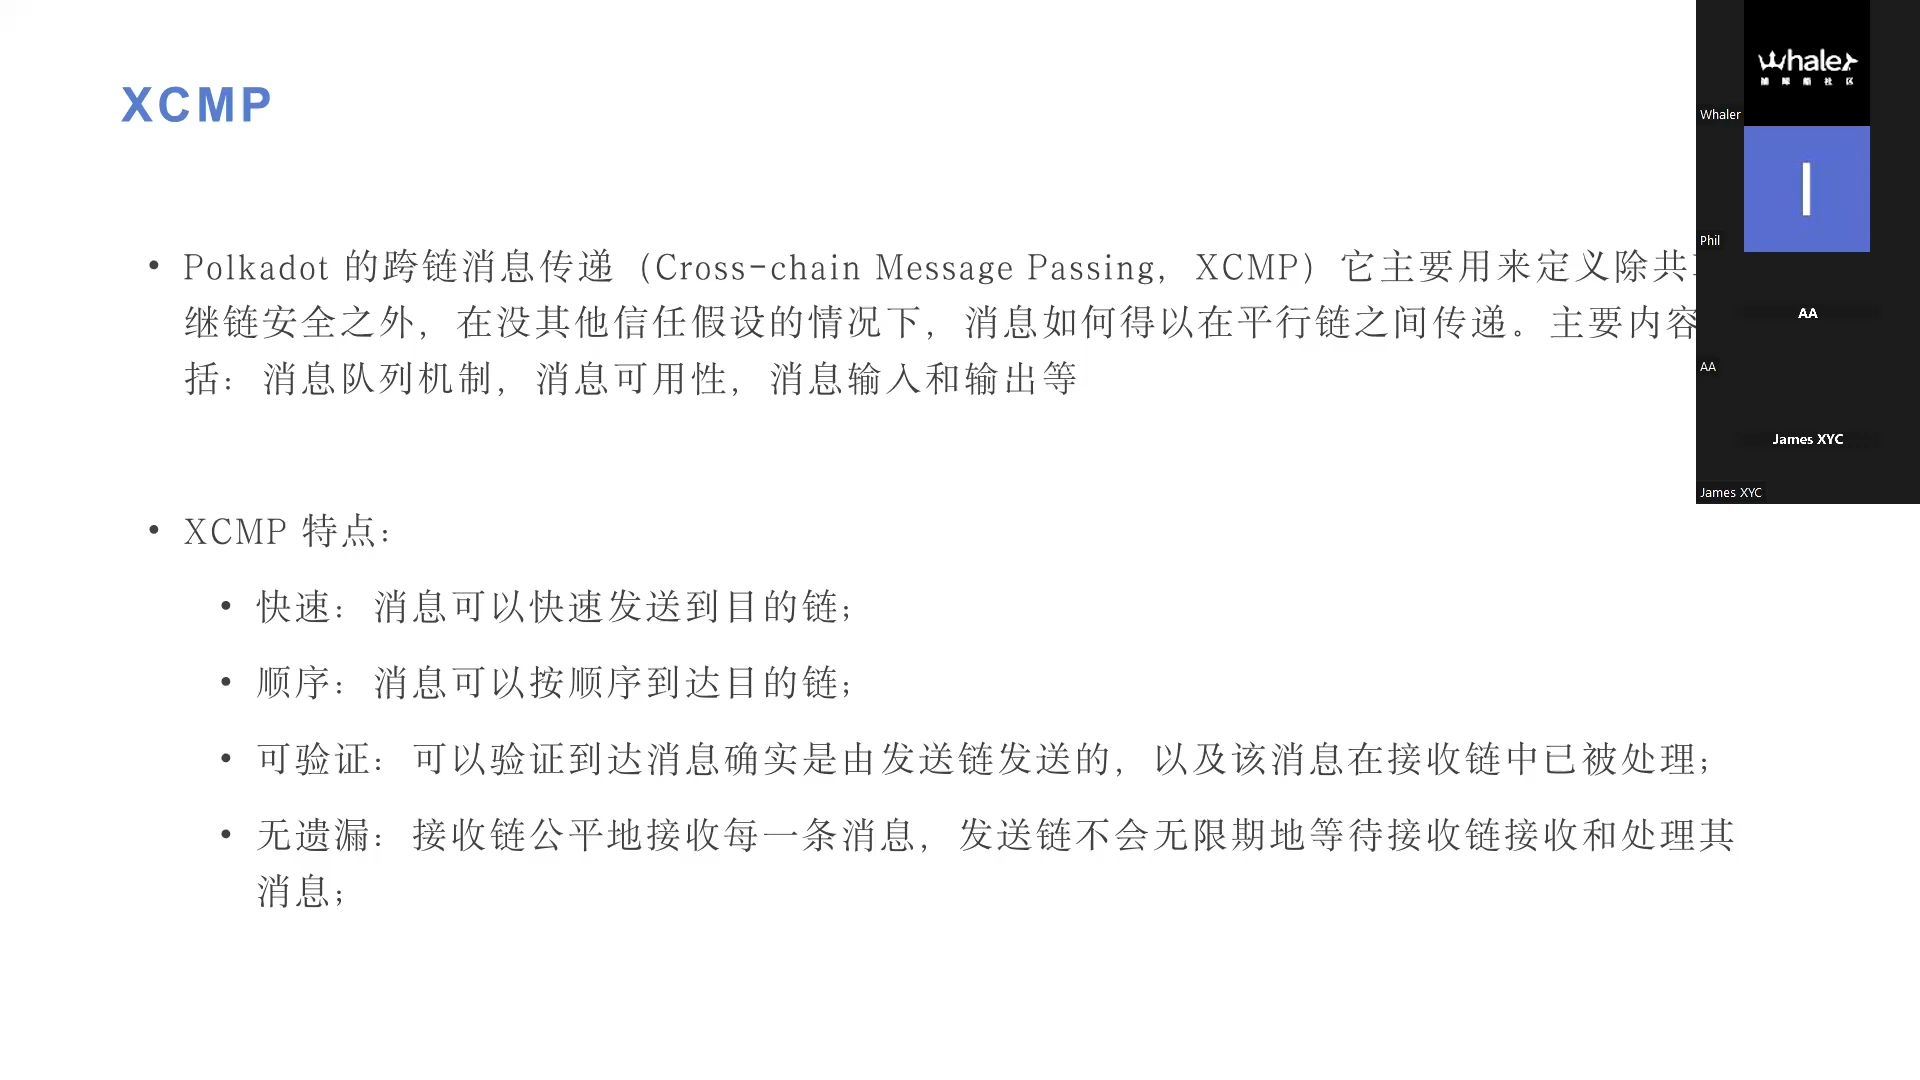 XCMP
• Polkadot 的跨链消息传递（Cross-chain Message Passing，XCMP）它主要用来定义除共
继链安全之外，在没其他信任假设的情况下，消息如何得以在平行链之间传递。主要内容
括：消息队列机制，消息可用性，消息输入和输出等
• XCMP 特点：
• 快速：消息可以快速发送到目的链；
• 顺序：消息可以按顺序到达目的链；
• 可验证：可以验证到达消息确实是由发送链发送的，以及该消息在接收链中已被处理；
• 无遗漏：接收链公平地接收每一条消息，发送链不会无限期地等待接收链接收和处理其
消息；
whaler
捕鲸船社区
Whaler
I
Phil
AA
AA
James XYC
James XYC